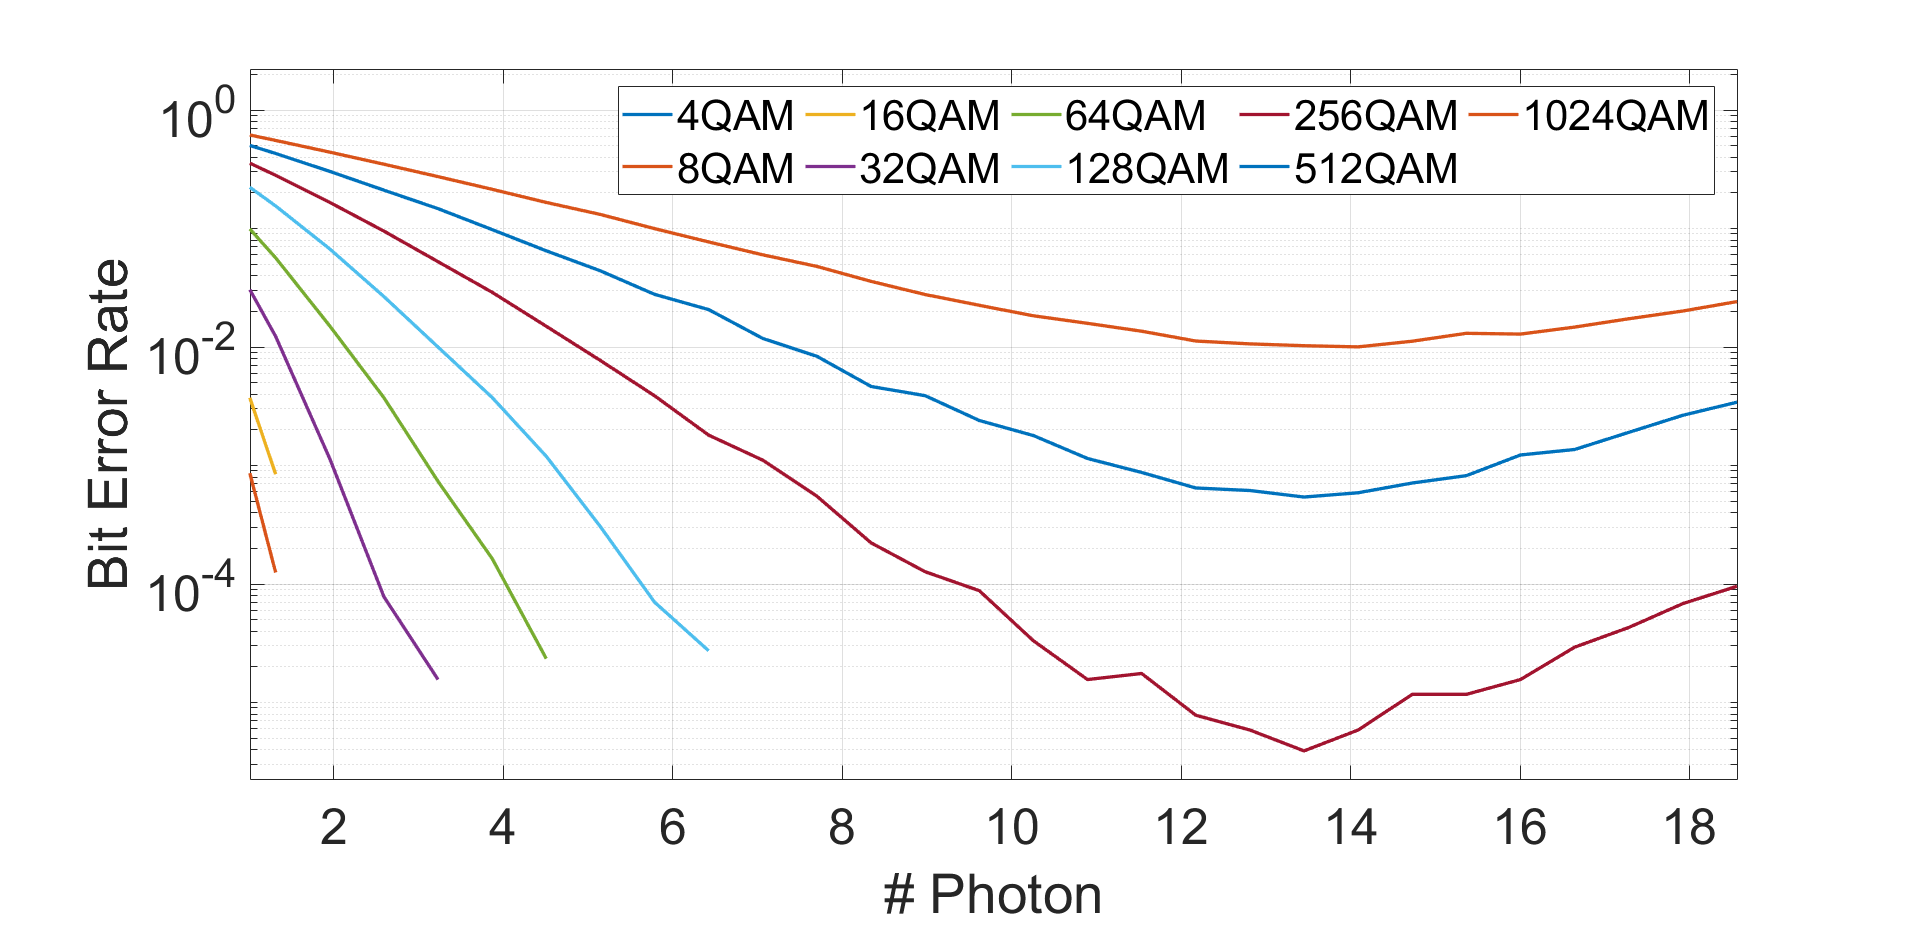 4QAM 16QAM 64QAM 256QAM 1024QAM
8QAM 32QAM 128QAM 512QAM
10^0
10^-2
10^-4
Bit Error Rate
2 4 6 8 10 12 14 16 18
# Photon